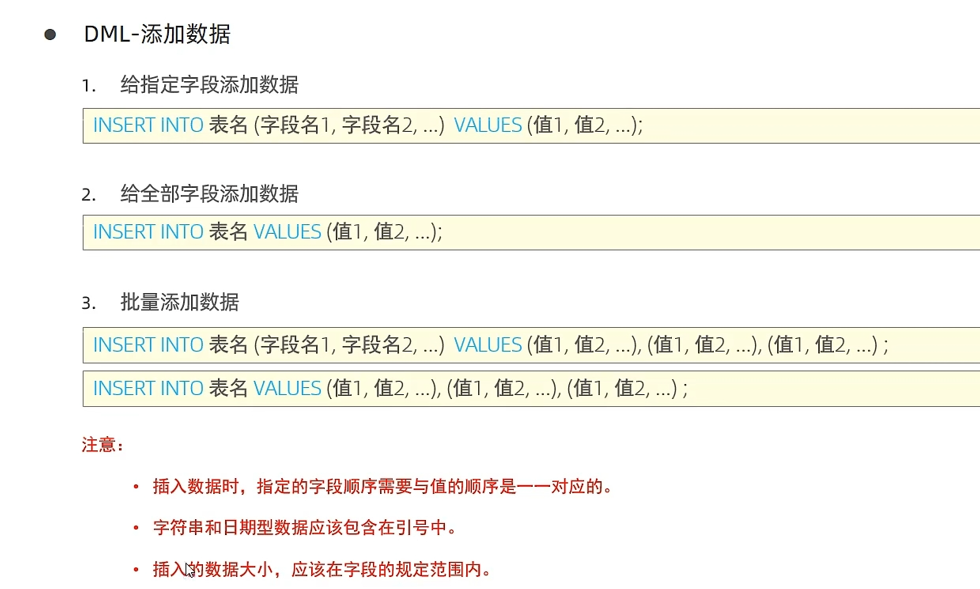 ● DML-添加数据
1. 给指定字段添加数据
INSERT INTO 表名 (字段名1, 字段名2, ...) VALUES (值1, 值2, ...);
2. 给全部字段添加数据
INSERT INTO 表名 VALUES (值1, 值2, ...);
3. 批量添加数据
INSERT INTO 表名 (字段名1, 字段名2, ...) VALUES (值1, 值2, ...), (值1, 值2, ...), (值1, 值2, ...) ;
INSERT INTO 表名 VALUES (值1, 值2, ...), (值1, 值2, ...), (值1, 值2, ...) ;
注意：
• 插入数据时，指定的字段顺序需要与值的顺序是一一对应的。
• 字符串和日期型数据应该包含在引号中。
• 插入的数据大小，应该在字段的规定范围内。